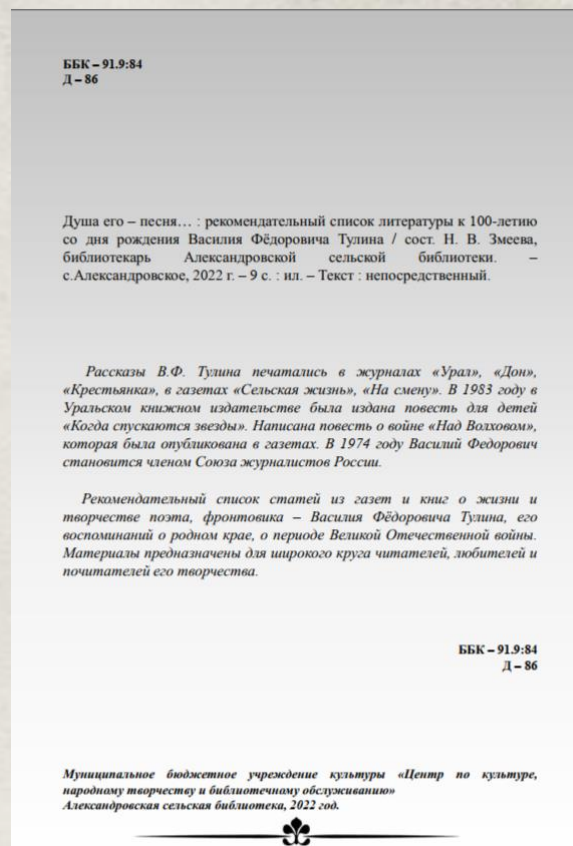 ББК – 91.9:84
Д – 86
Душа его – песня… : рекомендательный список литературы к 100-летию
со дня рождения Василия Фёдоровича Тулина / сост. Н. В. Змеева,
библиотекарь Александровской сельской библиотеки. –
с.Александровское, 2022 г. – 9 с. : ил. – Текст : непосредственный.
Рассказы В.Ф. Тулина печатались в журналах «Урал», «Дон»,
«Крестьянка», в газетах «Сельская жизнь», «На смену». В 1983 году в
Уральском книжном издательстве была издана повесть для детей
«Когда спускаются звезды». Написана повесть о войне «Над Волховом»,
которая была опубликована в газетах. В 1974 году Василий Федорович
становится членом Союза журналистов России.
Рекомендательный список статей из газет и книг о жизни и
творчестве поэта, фронтовика – Василия Фёдоровича Тулина, его
воспоминаний о родном крае, о периоде Великой Отечественной войны.
Материалы предназначены для широкого круга читателей, любителей и
почитателей его творчества.
ББК – 91.9:84
Д – 86
Муниципальное бюджетное учреждение культуры «Центр по культуре,
народному творчеству и библиотечному обслуживанию»
Александровская сельская библиотека, 2022 год.